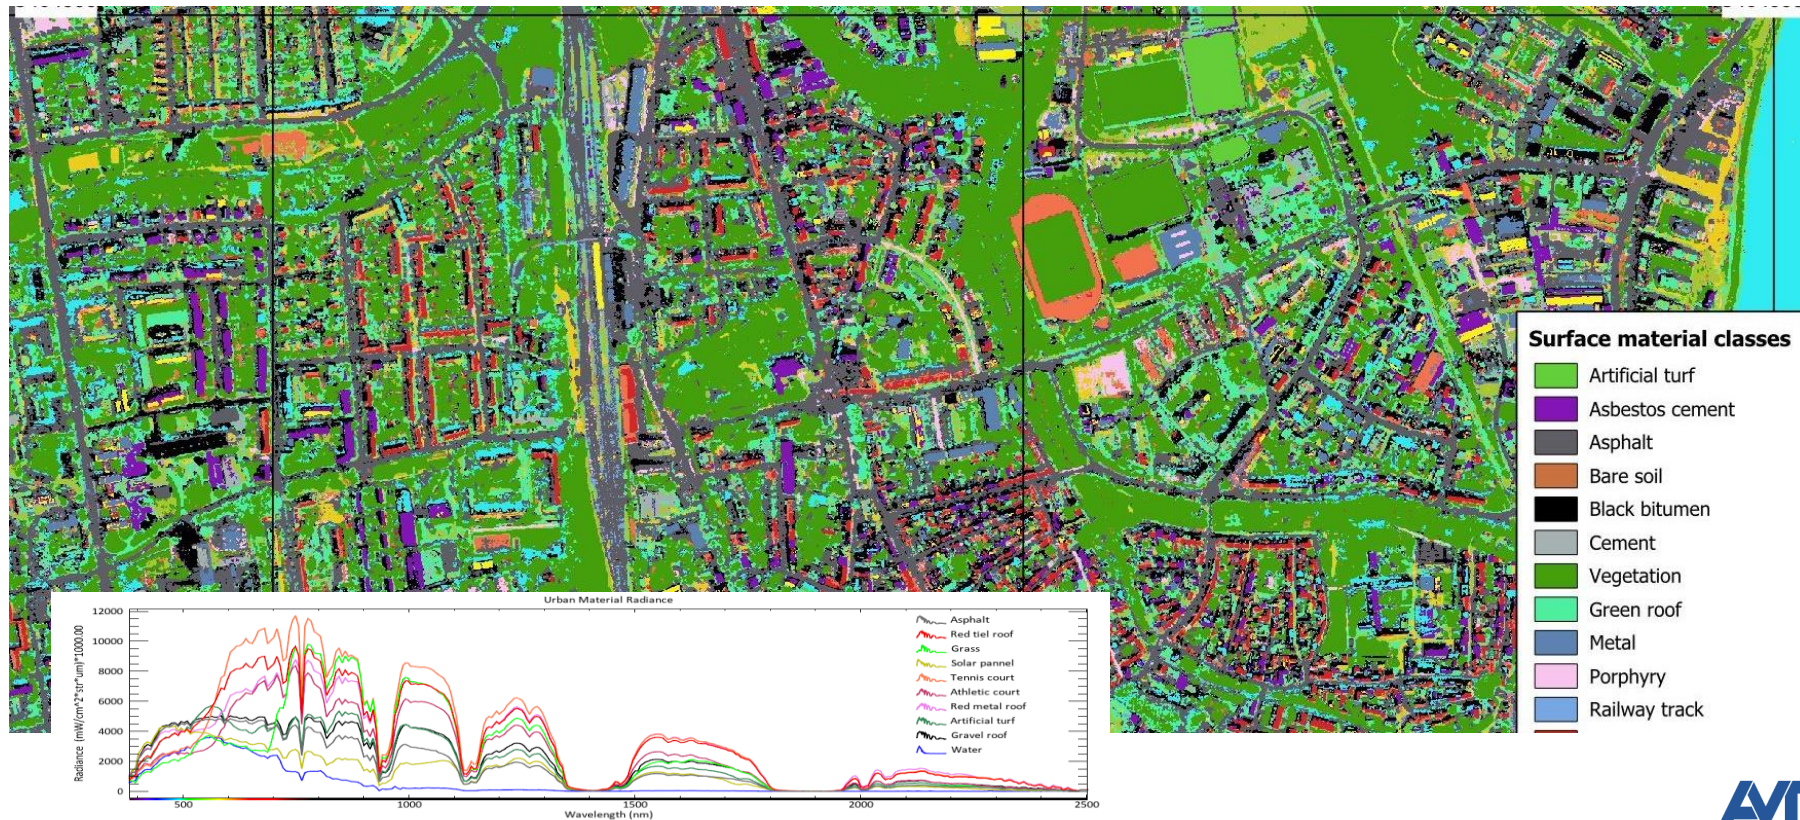 Surface material classes
Artificial turf
Asbestos cement
Asphalt
Bare soil
Black bitumen
Cement
Vegetation
Green roof
Metal
Porphyry
Railway track
Urban Material Radiance
Radiance (mW/cm^2*str*um)*1000.00
12000
10000
8000
6000
4000
2000
0
Asphalt
Red tiel roof
Grass
Solar pannel
Tennis court
Athletic court
Red metal roof
Artificial turf
Gravel roof
Water
500
1000
1500
2000
2500
Wavelength (nm)